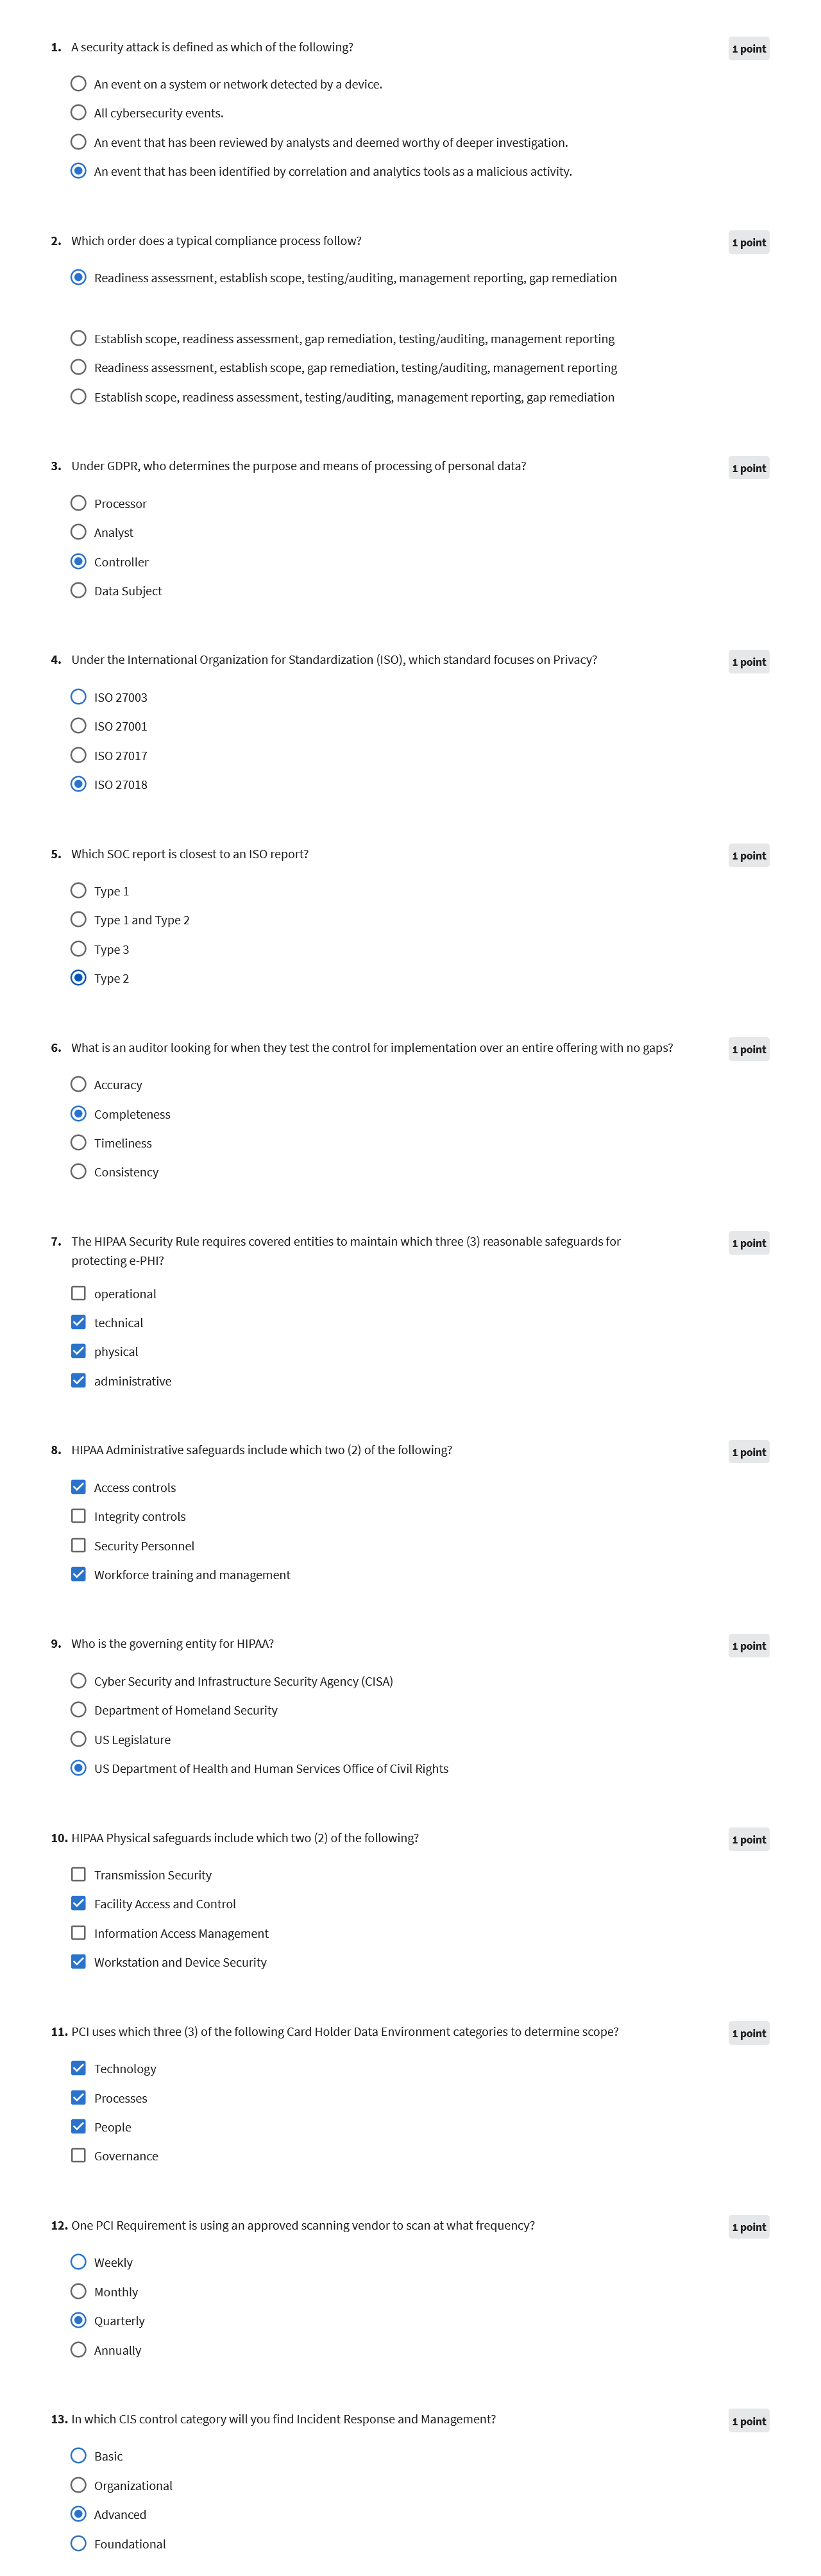 1. A security attack is defined as which of the following? 1 point
An event on a system or network detected by a device.
All cybersecurity events.
An event that has been reviewed by analysts and deemed worthy of deeper investigation.
An event that has been identified by correlation and analytics tools as a malicious activity.
2. Which order does a typical compliance process follow? 1 point
Readiness assessment, establish scope, testing/auditing, management reporting, gap remediation
Establish scope, readiness assessment, gap remediation, testing/auditing, management reporting
Readiness assessment, establish scope, gap remediation, testing/auditing, management reporting
Establish scope, readiness assessment, testing/auditing, management reporting, gap remediation
3. Under GDPR, who determines the purpose and means of processing of personal data? 1 point
Processor
Analyst
Controller
Data Subject
4. Under the International Organization for Standardization (ISO), which standard focuses on Privacy? 1 point
ISO 27003
ISO 27001
ISO 27017
ISO 27018
5. Which SOC report is closest to an ISO report? 1 point
Type 1
Type 1 and Type 2
Type 3
Type 2
6. What is an auditor looking for when they test the control for implementation over an entire offering with no gaps? 1 point
Accuracy
Completeness
Timeliness
Consistency
7. The HIPAA Security Rule requires covered entities to maintain which three (3) reasonable safeguards for 1 point
protecting e-PHI?
operational
technical
physical
administrative
8. HIPAA Administrative safeguards include which two (2) of the following? 1 point
Access controls
Integrity controls
Security Personnel
Workforce training and management
9. Who is the governing entity for HIPAA? 1 point
Cyber Security and Infrastructure Security Agency (CISA)
Department of Homeland Security
US Legislature
US Department of Health and Human Services Office of Civil Rights
10. HIPAA Physical safeguards include which two (2) of the following? 1 point
Transmission Security
Facility Access and Control
Information Access Management
Workstation and Device Security
11. PCI uses which three (3) of the following Card Holder Data Environment categories to determine scope? 1 point
Technology
Processes
People
Governance
12. One PCI Requirement is using an approved scanning vendor to scan at what frequency? 1 point
Weekly
Monthly
Quarterly
Annually
13. In which CIS control category will you find Incident Response and Management? 1 point
Basic
Organizational
Advanced
Foundational